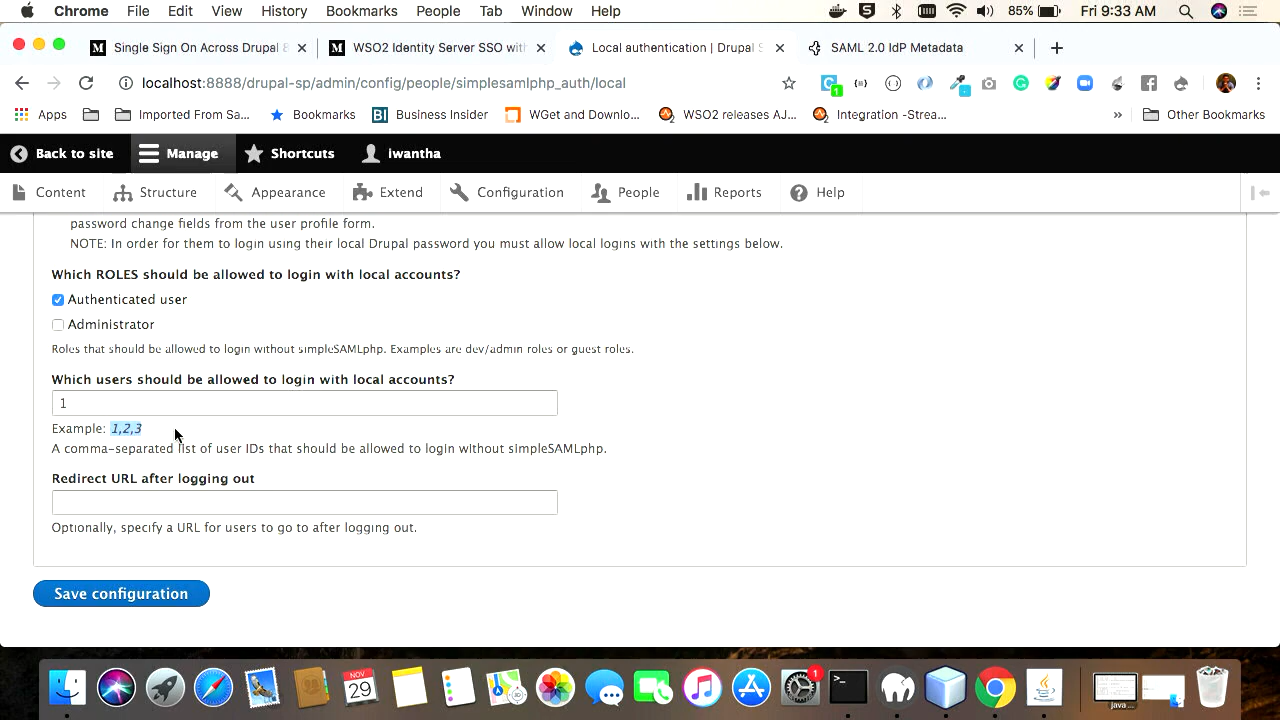 Chrome File Edit View History Bookmarks People Tab Window Help 85% Fri 9:33 AM
Single Sign On Across Drupal 8
WSO2 Identity Server SSO with
Local authentication | Drupal S
SAML 2.0 IdP Metadata
localhost:8888/drupal-sp/admin/config/people/simplesamlphp_auth/local
1
Apps Imported From Sa... Bookmarks BI Business Insider WGet and Downlo... WSO2 releases AJ... Integration -Strea... » Other Bookmarks
Back to site Manage Shortcuts iwantha
Content Structure Appearance Extend Configuration People Reports Help
password change fields from the user profile form.
NOTE: In order for them to login using their local Drupal password you must allow local logins with the settings below.
Which ROLES should be allowed to login with local accounts?
Authenticated user
Administrator
Roles that should be allowed to login without simpleSAMLphp. Examples are dev/admin roles or guest roles.
Which users should be allowed to login with local accounts?
1
Example: 1,2,3
A comma-separated list of user IDs that should be allowed to login without simpleSAMLphp.
Redirect URL after logging out
Optionally, specify a URL for users to go to after logging out.
Save configuration
NOV
29
1
java ...